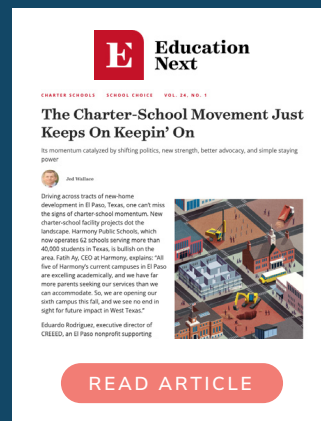 E
Education
Next
CHARTER SCHOOLS SCHOOL CHOICE VOL. 24, NO. 1
The Charter-School Movement Just
Keeps On Keepin’ On
Its momentum catalyzed by shifting politics, new strength, better advocacy, and simple staying
power
Jed Wallace
Driving across tracts of new-home
development in El Paso, Texas, one can’t miss
the signs of charter-school momentum. New
charter-school facility projects dot the
landscape. Harmony Public Schools, which
now operates 62 schools serving more than
40,000 students in Texas, is bullish on the
area. Fatih Ay, CEO at Harmony, explains: “All
five of Harmony’s current campuses in El Paso
are excelling academically, and we have far
more parents seeking our services than we
can accommodate. So, we are opening our
sixth campus this fall, and we see no end in
sight for future impact in West Texas.”
Eduardo Rodriguez, executive director of
CREEED, an El Paso nonprofit supporting
READ ARTICLE